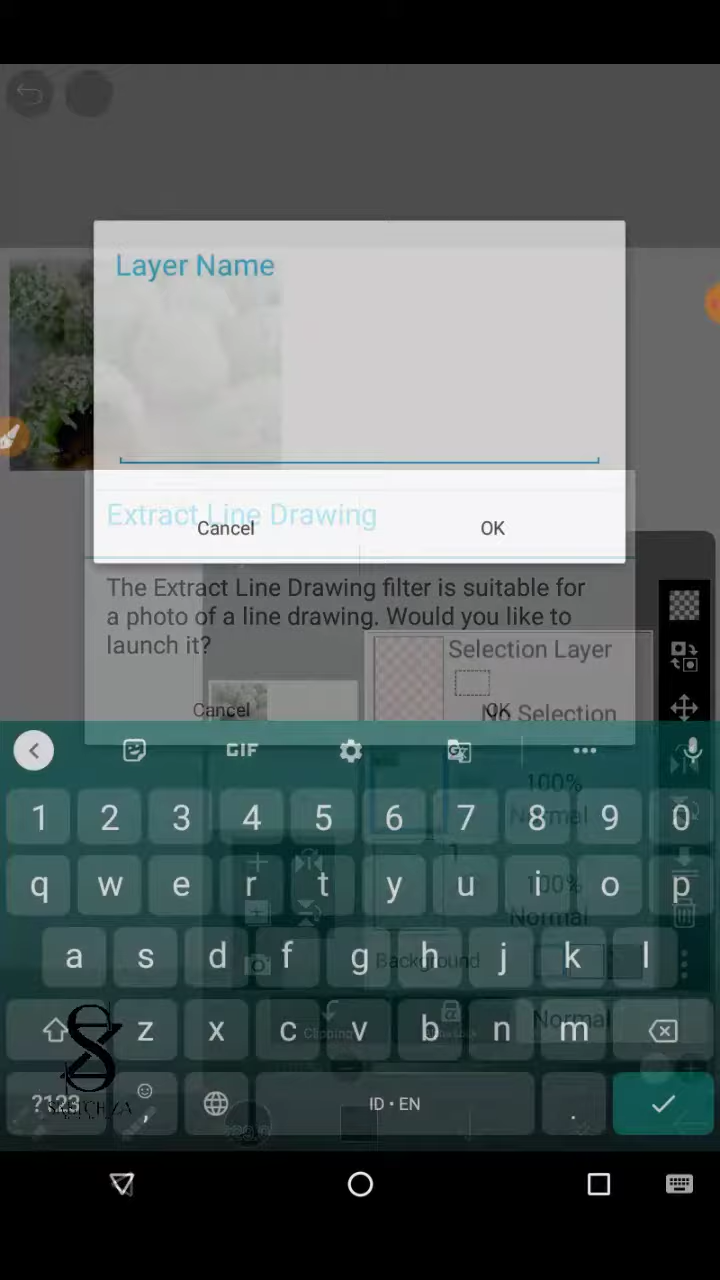 Layer Name
Extract Line Drawing
Cancel
OK
The Extract Line Drawing filter is suitable for
a photo of a line drawing. Would you like to
launch it?
Selection Layer
Cancel
OK
No Selection
GIF
100%
Normal
1 2 3 4 5 6 7 8 9 0
q w e r t y u i o p
1
100%
Normal
a s d f g h j k l
Background
z x c v b n m
Clipping
Normal
?123 , ID • EN .